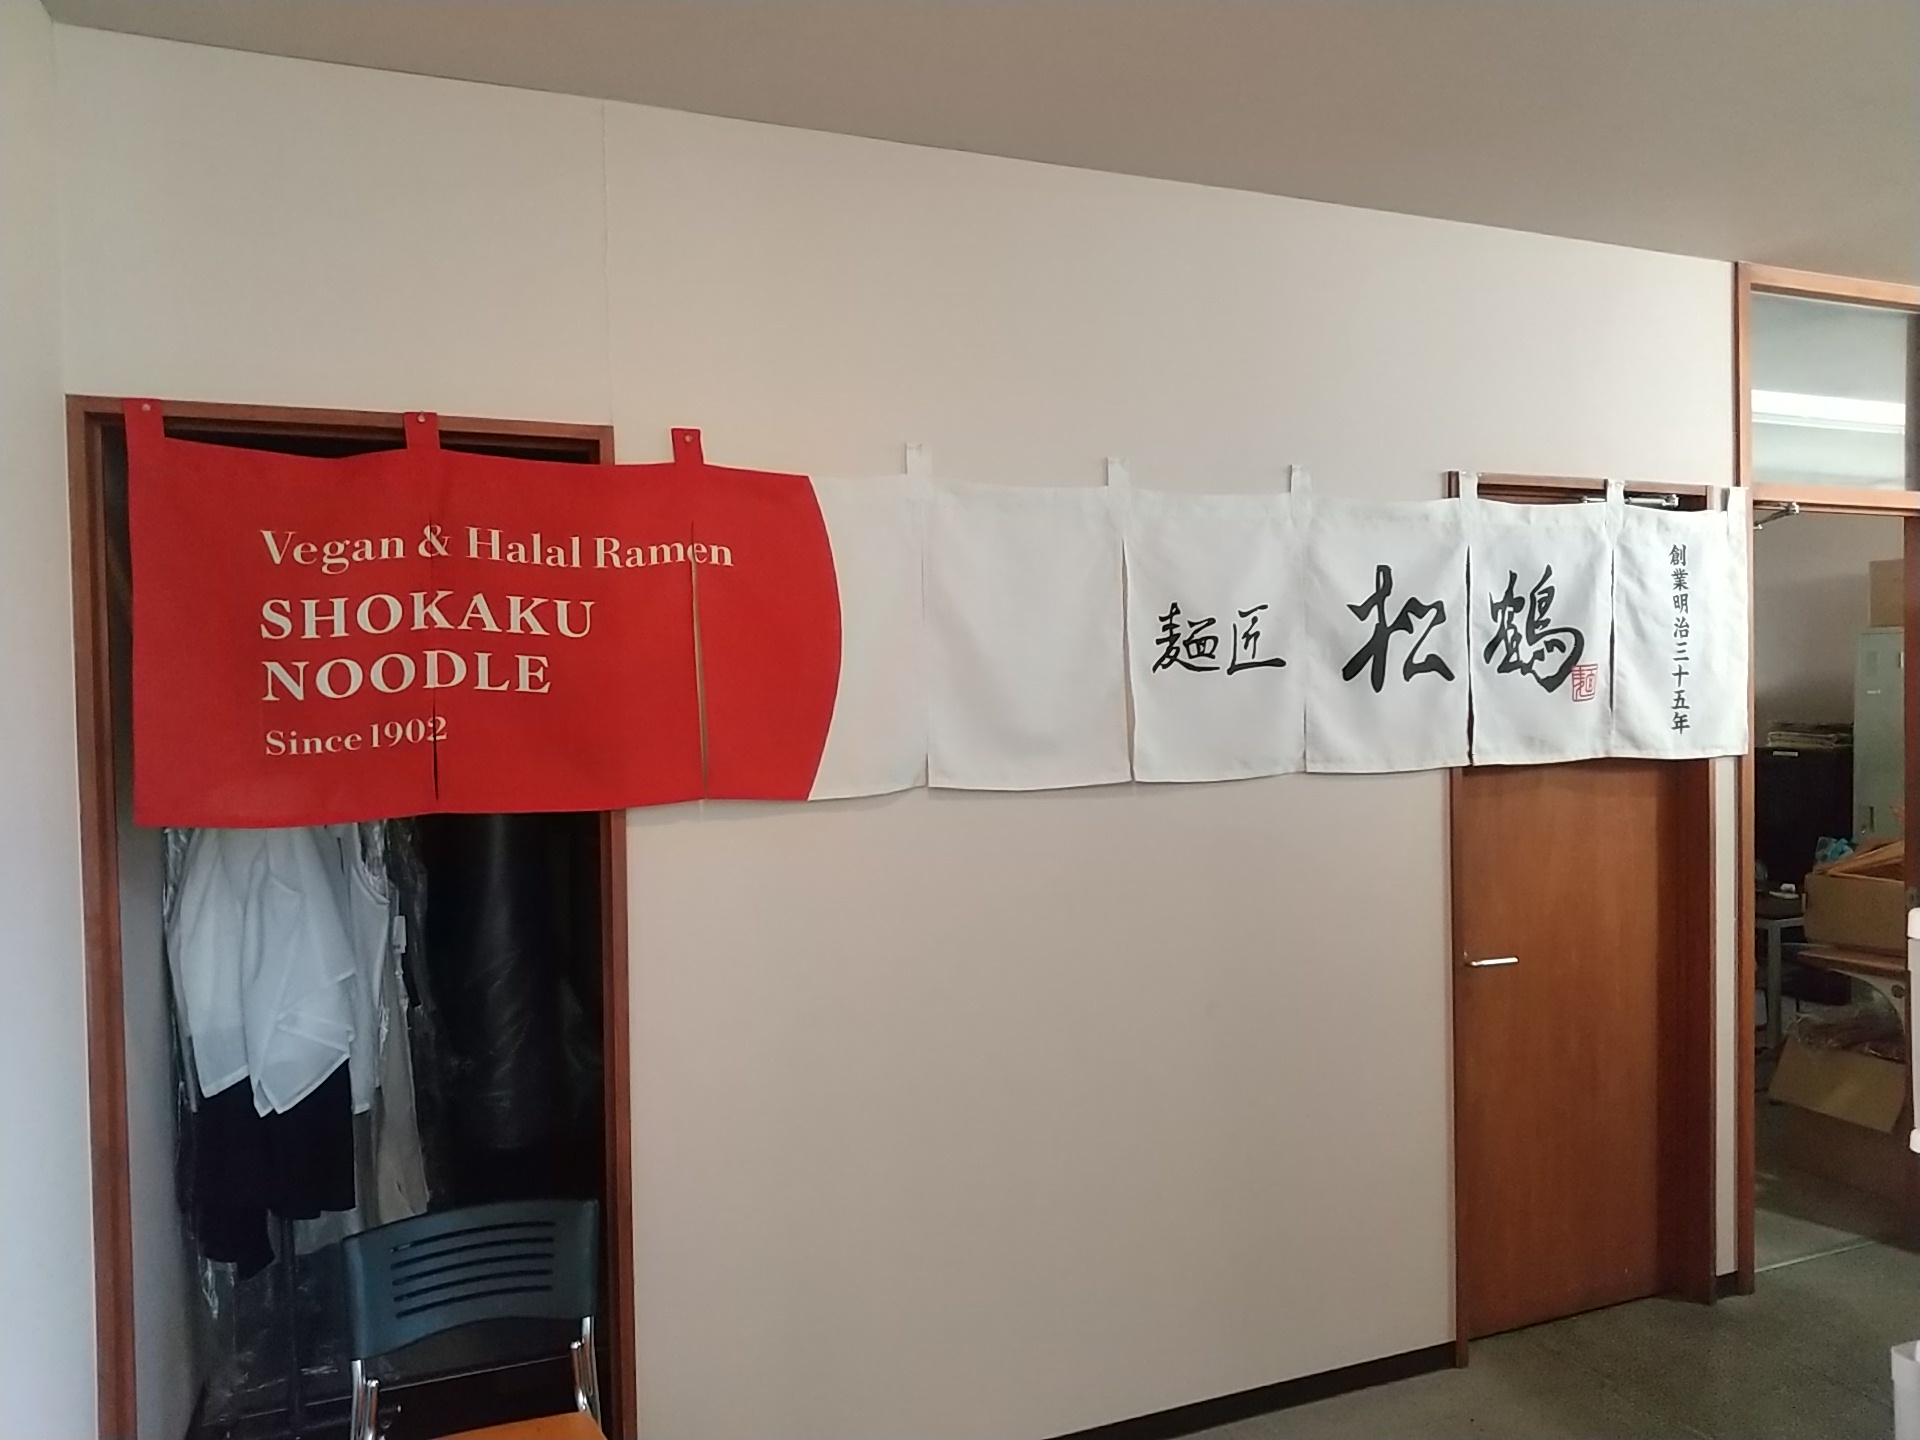 Vegan & Halal Ramen
SHOKAKU
NOODLE
Since 1902
麺匠 松鶴
麺
創業明治三十五年